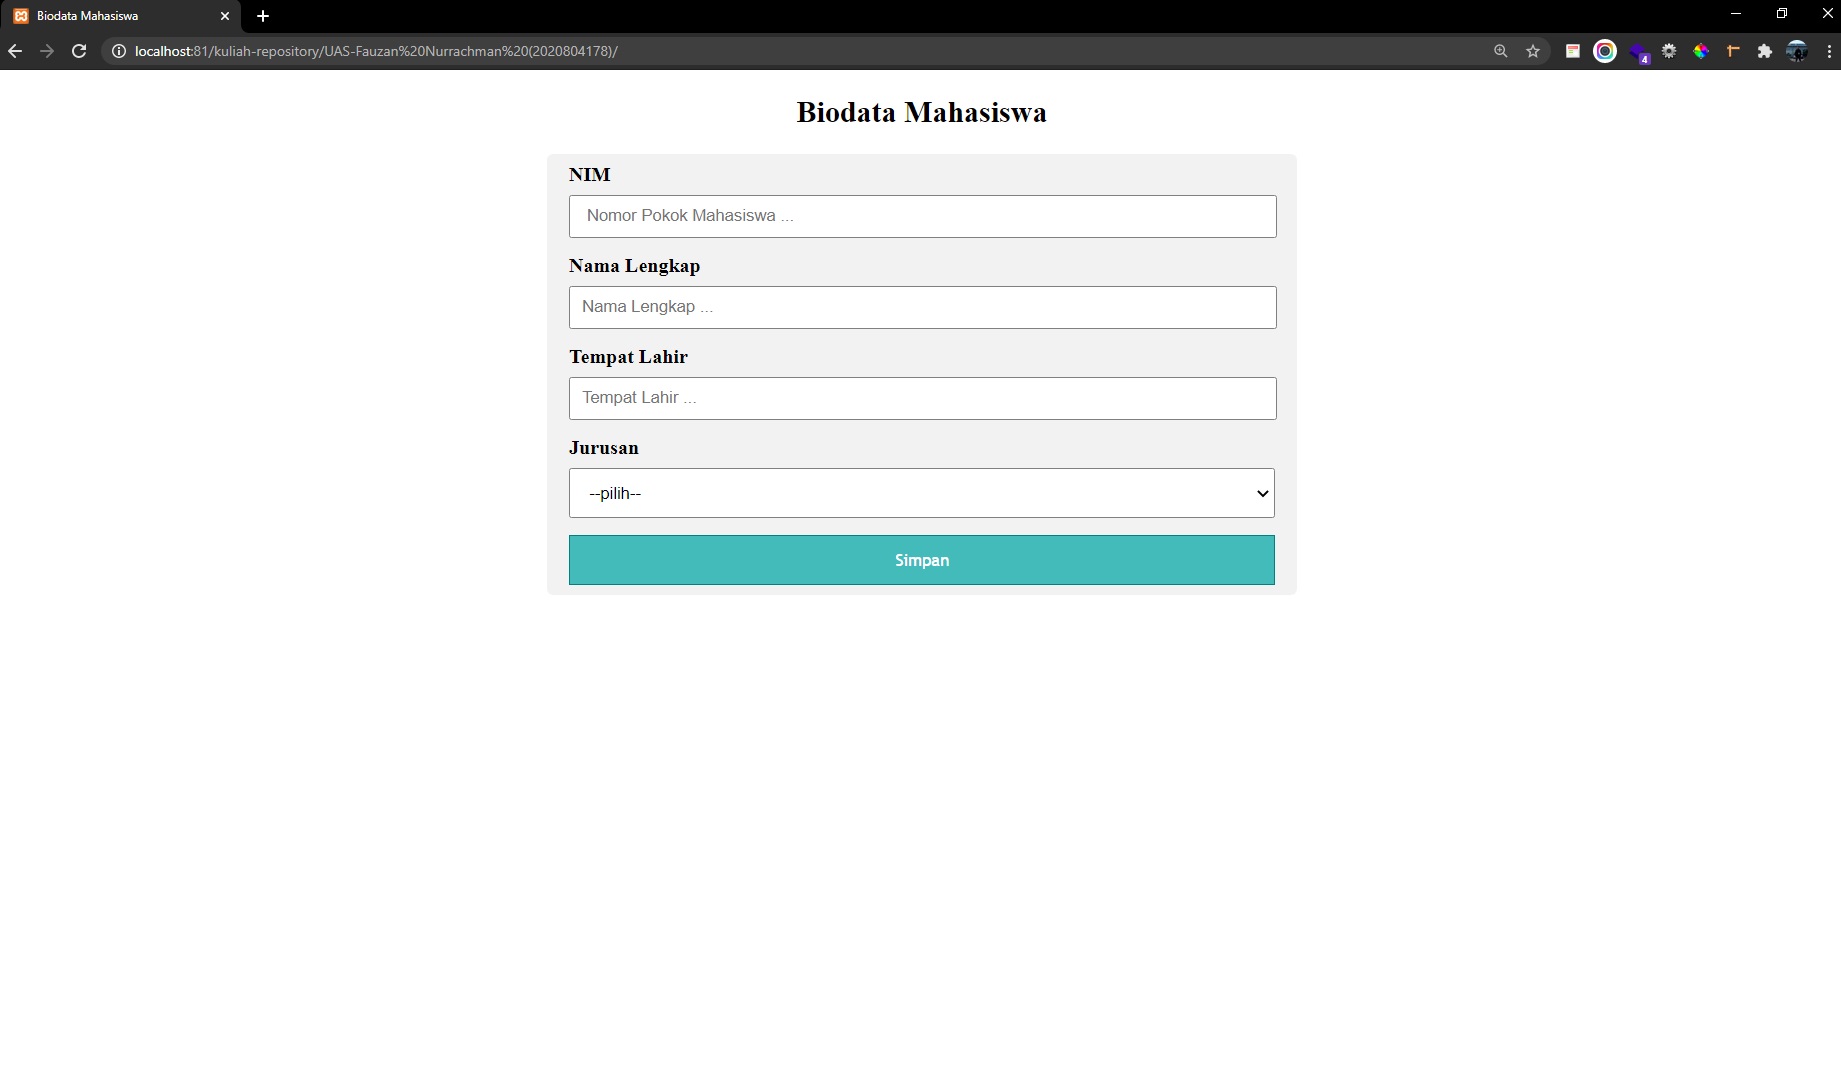 Biodata Mahasiswa
localhost:81/kuliah-repository/UAS-Fauzan%20Nurrachman%20(2020804178)/
4
Biodata Mahasiswa
NIM
Nomor Pokok Mahasiswa ...
Nama Lengkap
Nama Lengkap ...
Tempat Lahir
Tempat Lahir ...
Jurusan
--pilih--
Simpan